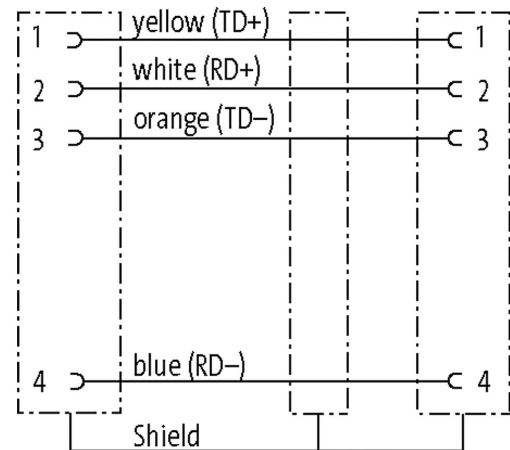 1 yellow (TD+) 1
2 white (RD+) 2
3 orange (TD–) 3
4 blue (RD–) 4
Shield